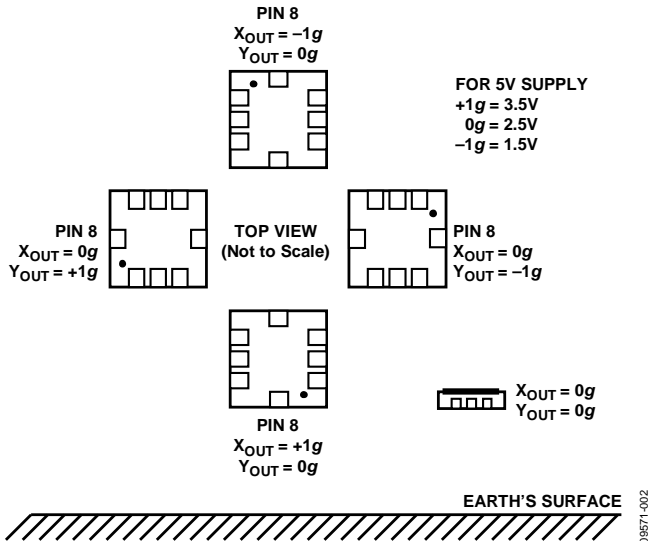 PIN 8
XOUT = –1g
YOUT = 0g
FOR 5V SUPPLY
+1g = 3.5V
0g = 2.5V
–1g = 1.5V
PIN 8
XOUT = 0g
YOUT = +1g
TOP VIEW
(Not to Scale)
PIN 8
XOUT = 0g
YOUT = –1g
XOUT = 0g
YOUT = 0g
PIN 8
XOUT = +1g
YOUT = 0g
EARTH'S SURFACE
09571-002